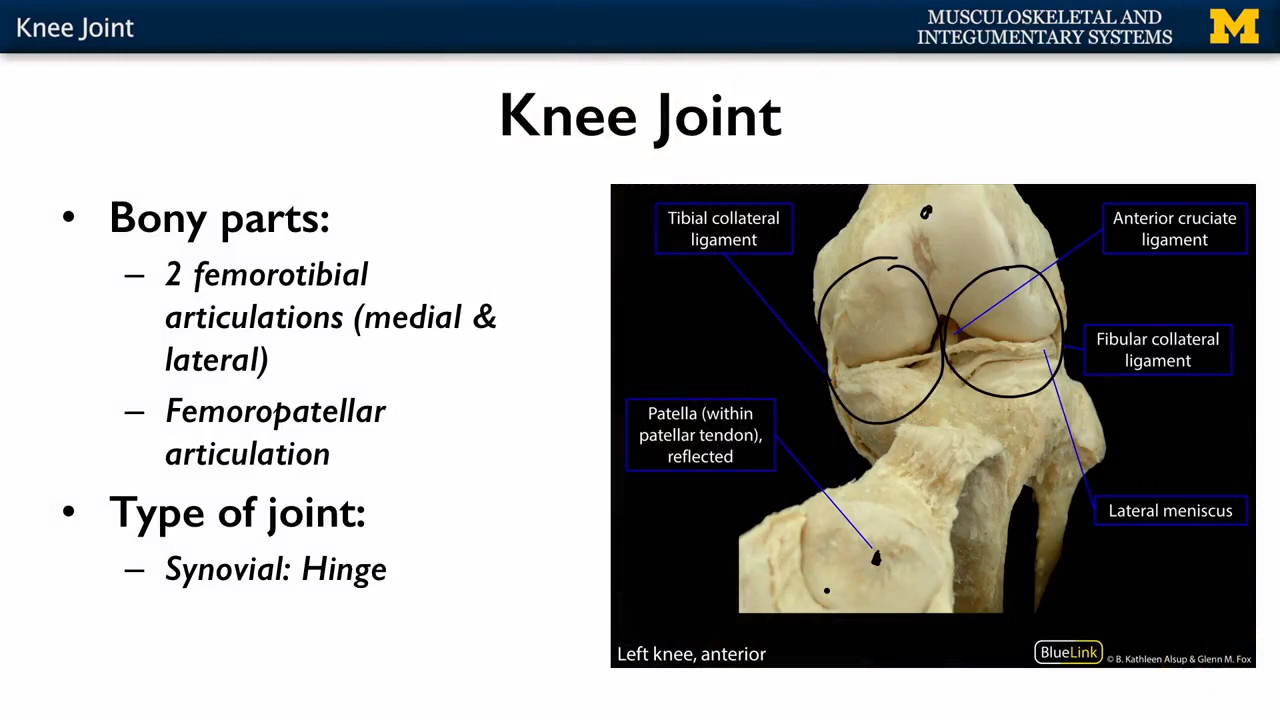 Knee Joint
MUSCULOSKELETAL AND
INTEGUMENTARY SYSTEMS
M
Knee Joint
• Bony parts:
– 2 femorotibial
articulations (medial &
lateral)
– Femoropatellar
articulation
• Type of joint:
– Synovial: Hinge
Tibial collateral
ligament
Anterior cruciate
ligament
Fibular collateral
ligament
Patella (within
patellar tendon),
reflected
Lateral meniscus
Left knee, anterior
BlueLink
© B. Kathleen Alsup & Glenn M. Fox